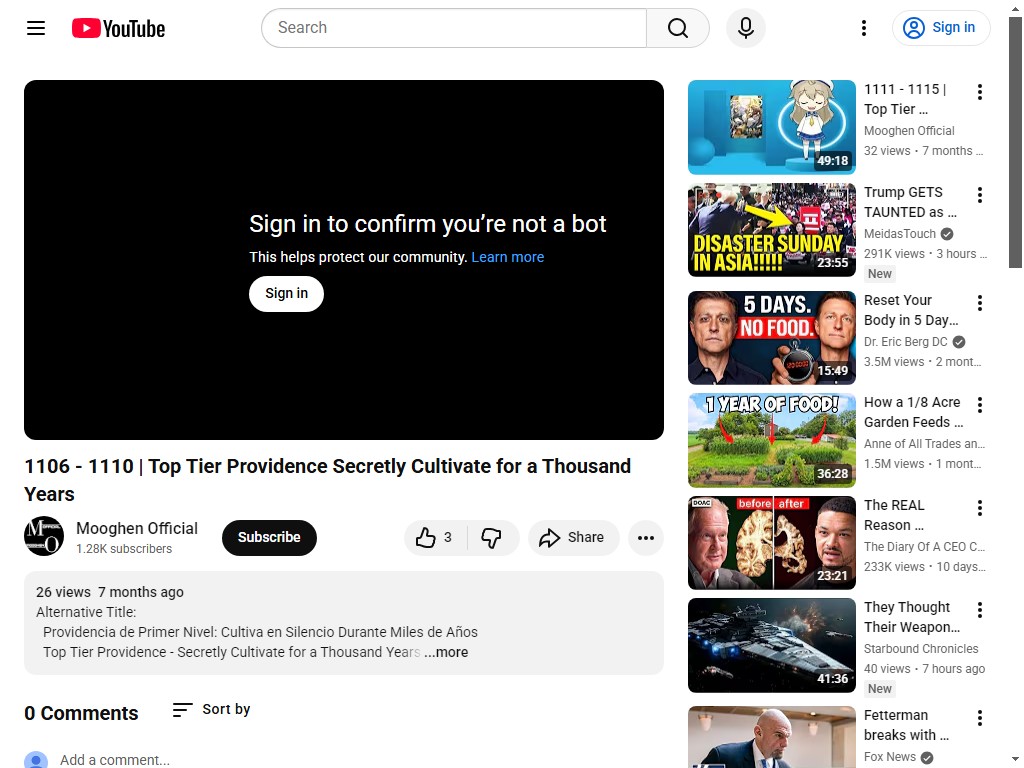 YouTube
Search
Sign in
Sign in to confirm you're not a bot
This helps protect our community. Learn more
Sign in
1106 - 1110 | Top Tier Providence Secretly Cultivate for a Thousand
Years
Mooghen Official
1.28K subscribers
Subscribe
3
Share
26 views 7 months ago
Alternative Title:
Providencia de Primer Nivel: Cultiva en Silencio Durante Miles de Años
Top Tier Providence - Secretly Cultivate for a Thousand Years ...more
0 Comments
Sort by
Add a comment...
49:18
1111 - 1115 |
Top Tier ...
Mooghen Official
32 views • 7 months ...
DISASTER SUNDAY
IN ASIA!!!!!
23:55
Trump GETS
TAUNTED as ...
MeidasTouch
291K views • 3 hours ...
New
5 DAYS.
NO FOOD.
15:49
Reset Your
Body in 5 Day...
Dr. Eric Berg DC
3.5M views • 2 mont...
1 YEAR OF FOOD!
36:28
How a 1/8 Acre
Garden Feeds ...
Anne of All Trades an...
1.5M views • 1 mont...
DOAC
before after
23:21
The REAL
Reason ...
The Diary Of A CEO C...
233K views • 10 days...
41:36
They Thought
Their Weapon...
Starbound Chronicles
40 views • 7 hours ago
New
Fetterman
breaks with ...
Fox News